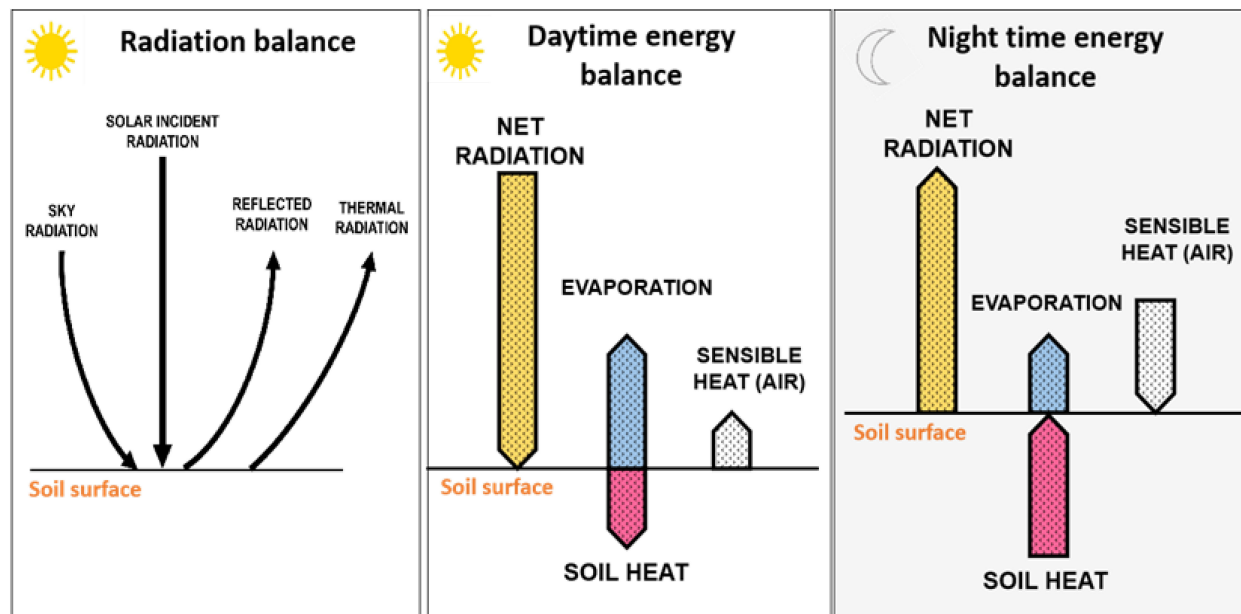 Radiation balance
SOLAR INCIDENT
RADIATION
SKY
RADIATION
REFLECTED
RADIATION
THERMAL
RADIATION
Soil surface
Daytime energy
balance
NET
RADIATION
EVAPORATION
SENSIBLE
HEAT (AIR)
Soil surface
SOIL HEAT
Night time energy
balance
NET
RADIATION
SENSIBLE
HEAT (AIR)
EVAPORATION
Soil surface
SOIL HEAT